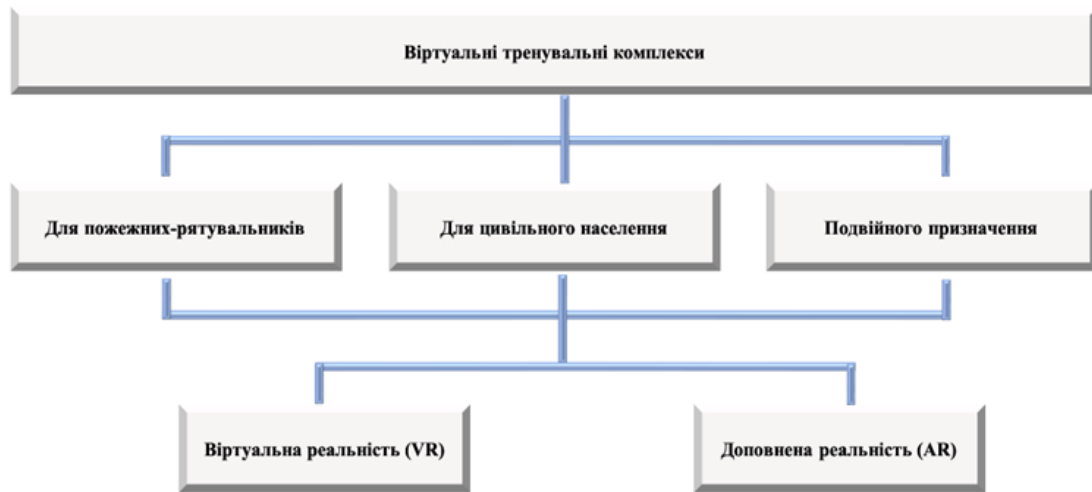 Віртуальні тренувальні комплекси
Для пожежних-рятувальників
Для цивільного населення
Подвійного призначення
Віртуальна реальність (VR)
Доповнена реальність (AR)